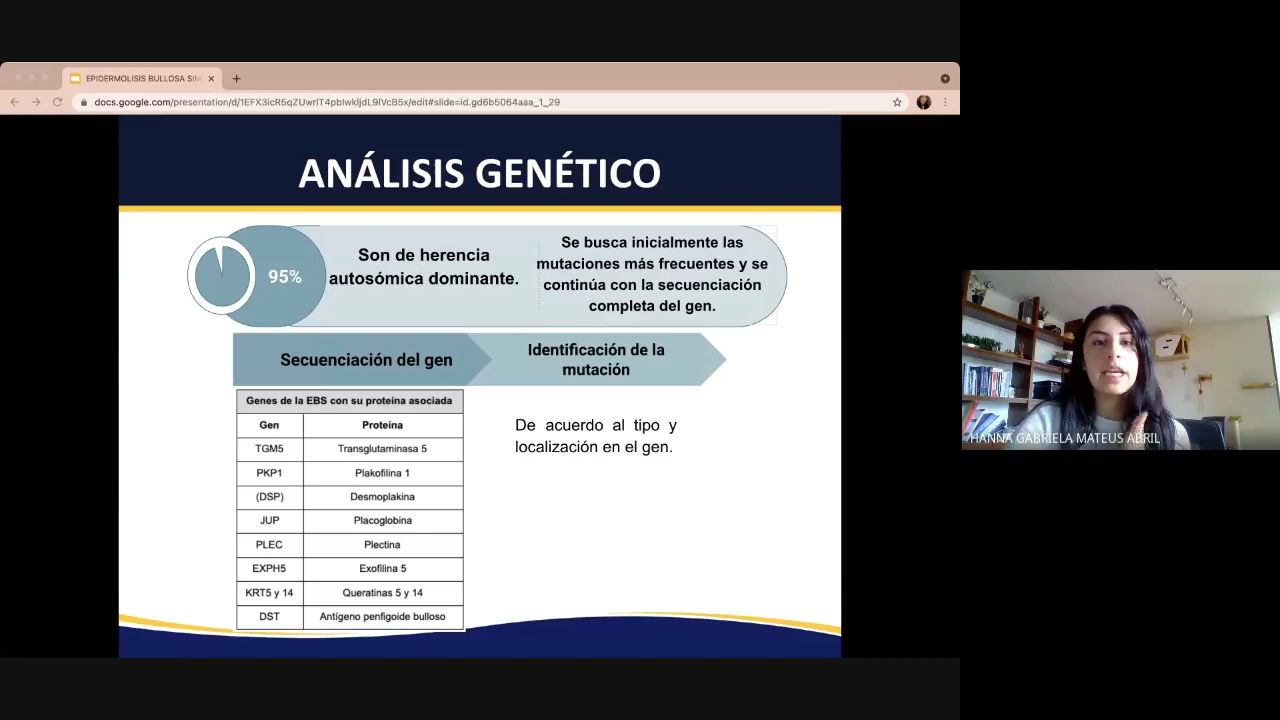 EPIDERMOLISIS BULLOSA SIM
docs.google.com/presentation/d/1EFX3icR5qZUwrlT4pblwkljdL9lVcB5x/edit#slide=id.gd6b5064aaa_1_29
ANÁLISIS GENÉTICO
95%
Son de herencia
autosómica dominante.
Se busca inicialmente las
mutaciones más frecuentes y se
continúa con la secuenciación
completa del gen.
Secuenciación del gen
Identificación de la
mutación
Genes de la EBS con su proteína asociada
Gen Proteína
TGM5 Transglutaminasa 5
PKP1 Plakofilina 1
(DSP) Desmoplakina
JUP Placoglobina
PLEC Plectina
EXPH5 Exofilina 5
KRT5 y 14 Queratinas 5 y 14
DST Antígeno penfigoide bulloso
De acuerdo al tipo y
localización en el gen.
HANNA GABRIELA MATEUS ABRIL